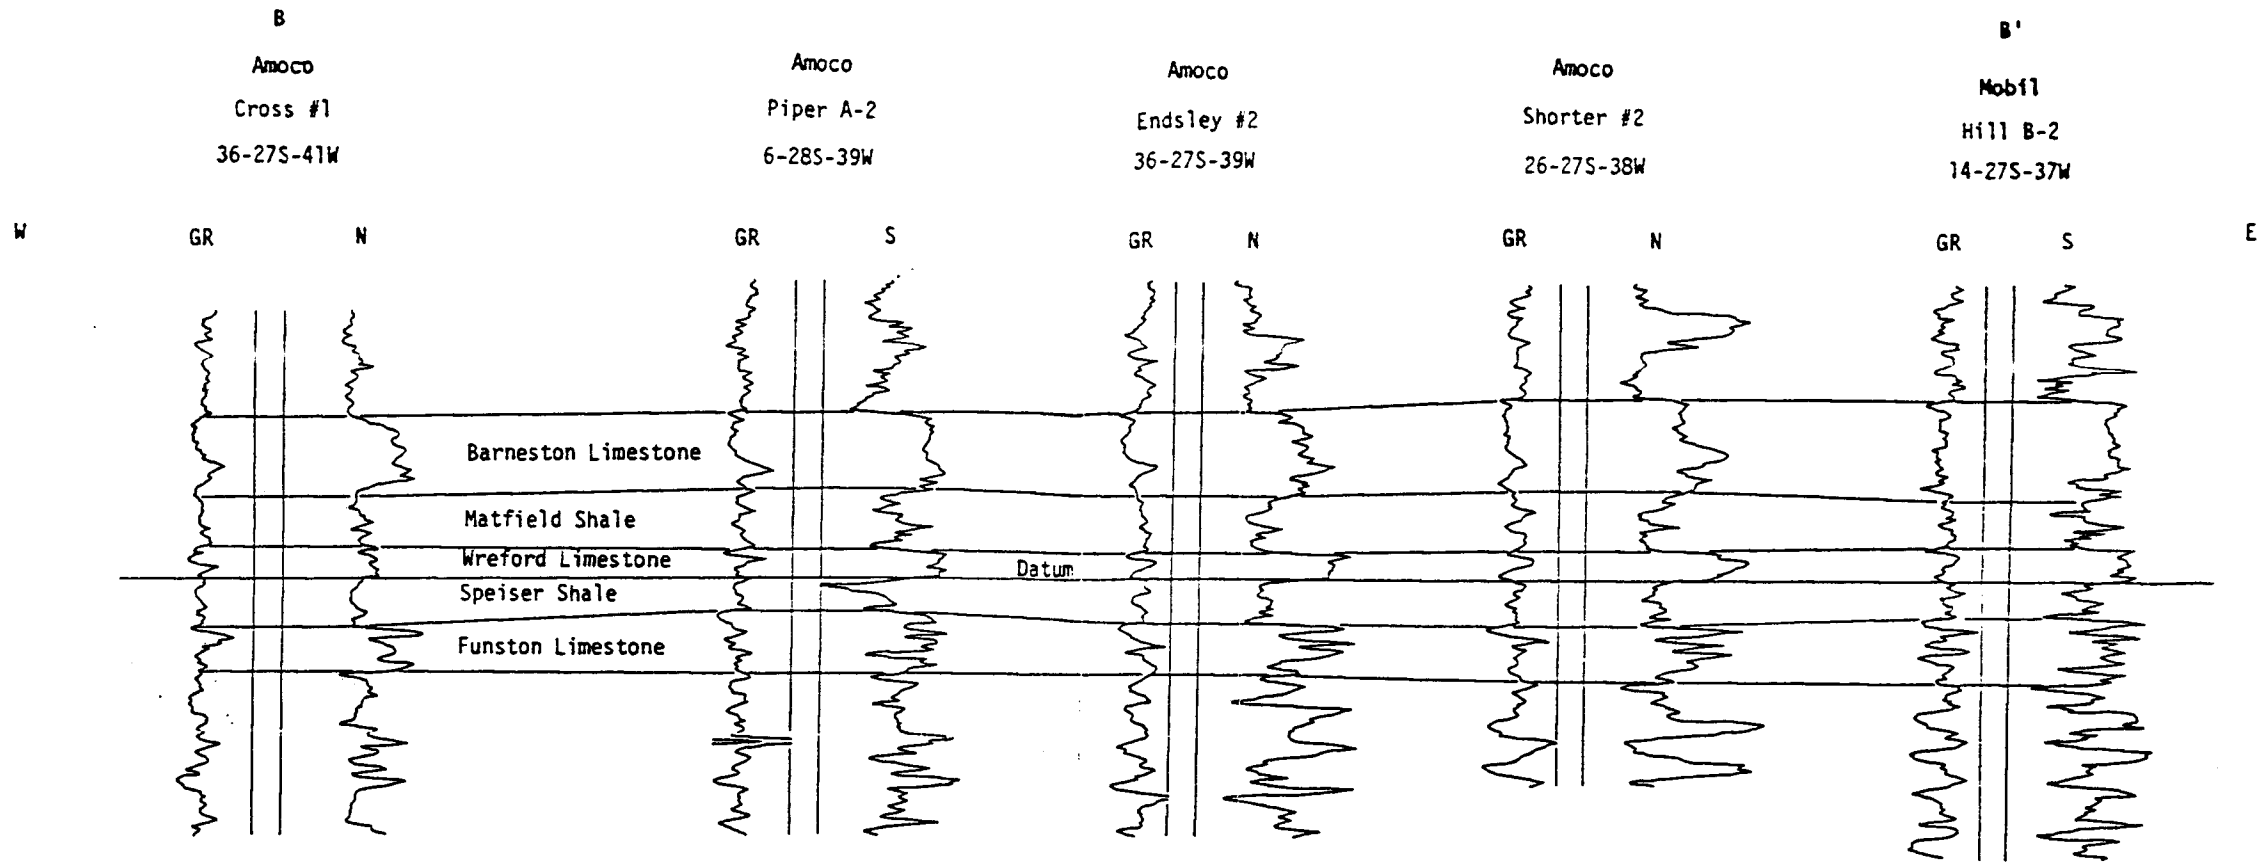 B
Amoco
Cross #1
36-27S-41W
Amoco
Piper A-2
6-28S-39W
Amoco
Endsley #2
36-27S-39W
Amoco
Shorter #2
26-27S-38W
B'
Mobil
Hill B-2
14-27S-37W
W
GR
N
GR
S
GR
N
GR
N
GR
S
E
Barneston Limestone
Matfield Shale
Wreford Limestone
Datum
Speiser Shale
Funston Limestone